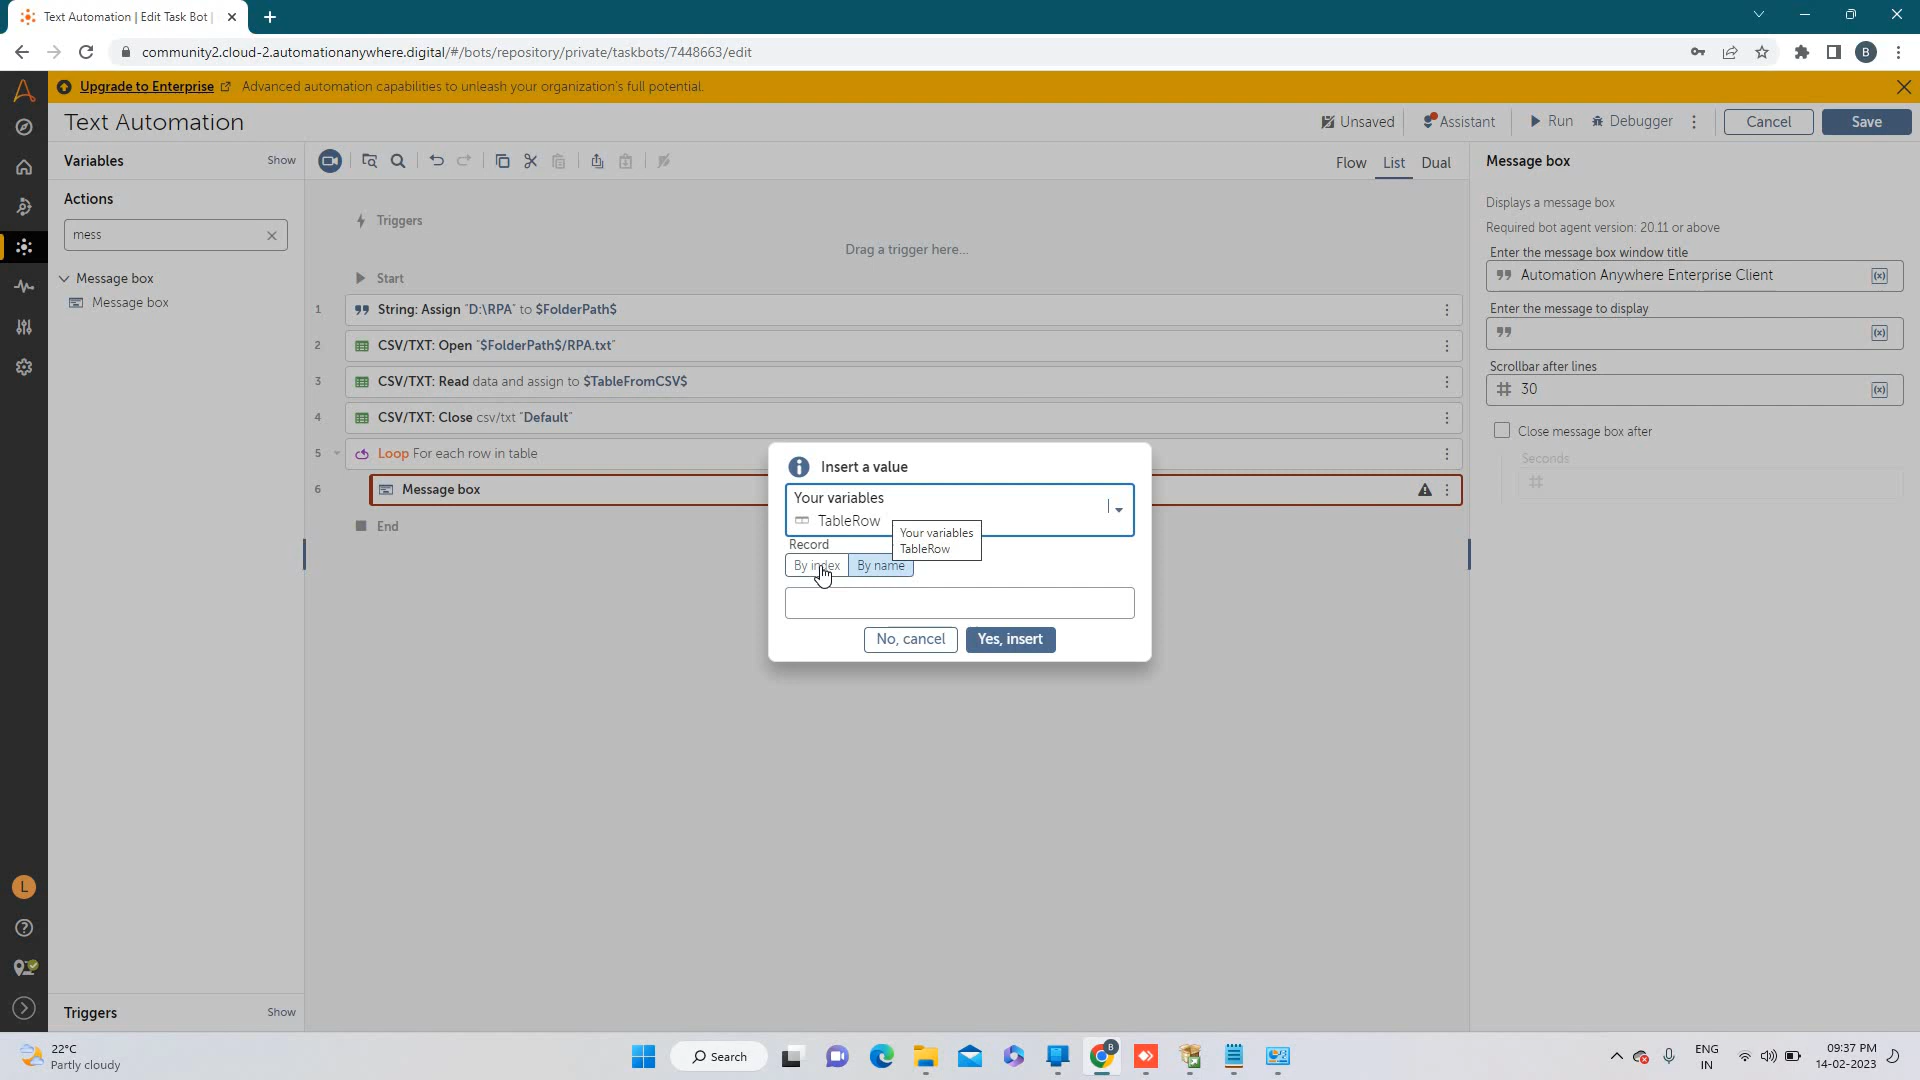 Text Automation | Edit Task Bot |
community2.cloud-2.automationanywhere.digital/#/bots/repository/private/taskbots/7448663/edit
B
Upgrade to Enterprise Advanced automation capabilities to unleash your organization's full potential.
Text Automation
Unsaved
Assistant
Run
Debugger
Cancel
Save
Variables
Show
Flow
List
Dual
Message box
Actions
mess
Message box
Message box
Triggers
Drag a trigger here...
Start
1 String: Assign "D:\RPA" to $FolderPath$
2 CSV/TXT: Open "$FolderPath$/RPA.txt"
3 CSV/TXT: Read data and assign to $TableFromCSV$
4 CSV/TXT: Close csv/txt "Default"
5 Loop For each row in table
6 Message box
End
Insert a value
Your variables
TableRow
Your variables
TableRow
Record
By index
By name
No, cancel
Yes, insert
Displays a message box
Required bot agent version: 20.11 or above
Enter the message box window title
Automation Anywhere Enterprise Client
(x)
Enter the message to display
(x)
Scrollbar after lines
30
(x)
Close message box after
Seconds
L
Triggers
Show
22°C
Partly cloudy
Search
B
ENG
IN
09:37 PM
14-02-2023